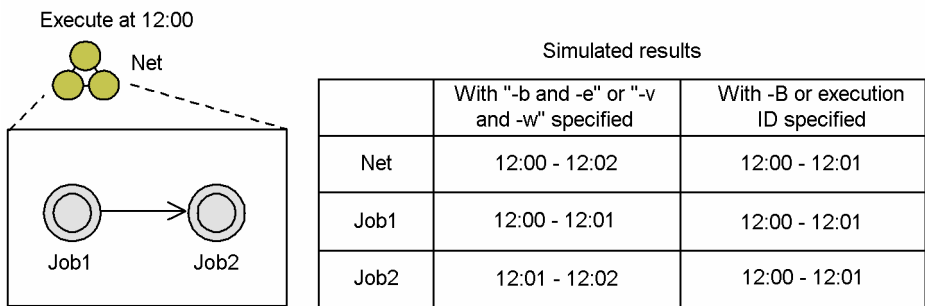 Execute at 12:00
Net
Job1
Job2
Simulated results
With "-b and -e" or "-v
and -w" specified
With -B or execution
ID specified
Net
12:00 - 12:02
12:00 - 12:01
Job1
12:00 - 12:01
12:00 - 12:01
Job2
12:01 - 12:02
12:00 - 12:01